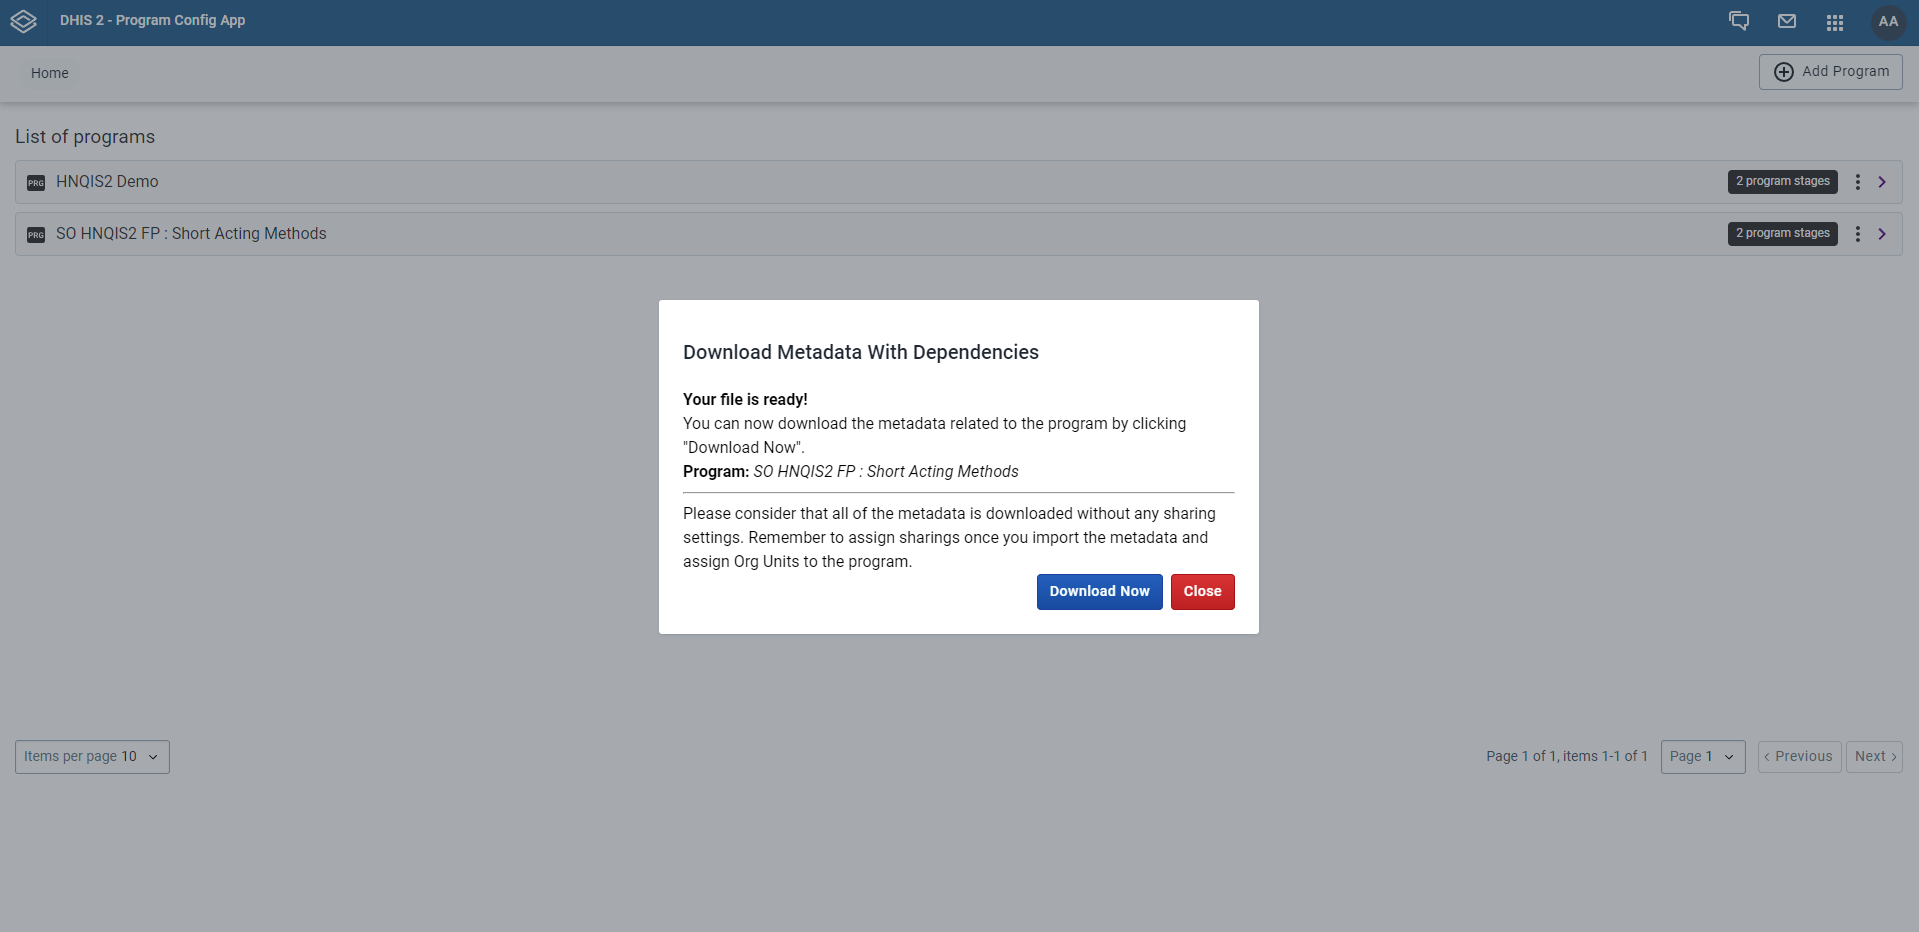 DHIS 2 - Program Config App
AA
Home
Add Program
List of programs
PRG HNQIS2 Demo
2 program stages
PRG SO HNQIS2 FP : Short Acting Methods
2 program stages
Download Metadata With Dependencies
Your file is ready!
You can now download the metadata related to the program by clicking
"Download Now".
Program: SO HNQIS2 FP : Short Acting Methods
Please consider that all of the metadata is downloaded without any sharing
settings. Remember to assign sharings once you import the metadata and
assign Org Units to the program.
Download Now
Close
Items per page 10
Page 1 of 1, items 1-1 of 1
Page 1
Previous
Next